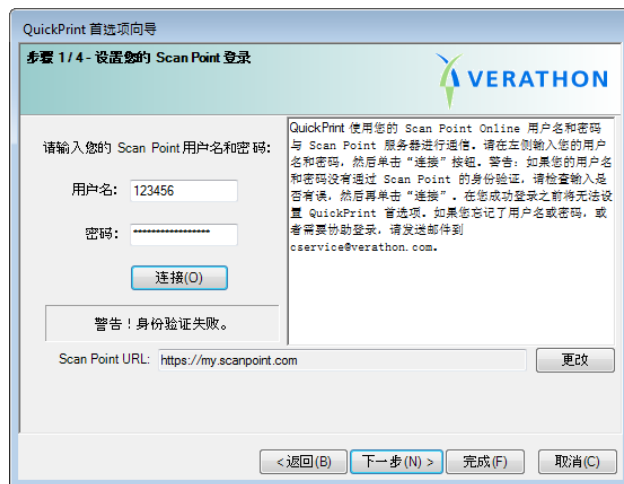 QuickPrint 首选项向导
步骤 1/4 - 设置您的 Scan Point 登录
VERATHON
请输入您的 Scan Point 用户名和密码:
用户名: 123456
密码: *****************
连接(O)
警告！身份验证失败。
QuickPrint 使用您的 Scan Point Online 用户名和密码
与 Scan Point 服务器进行通信。请在左侧输入您的用户
名和密码，然后单击“连接”按钮。警告：如果您的用户名
和密码没有通过 Scan Point 的身份验证，请检查输入是
否有误，然后再单击“连接”。在您成功登录之前将无法设
置 QuickPrint 首选项。如果您忘记了用户名或密码，或
者需要协助登录，请发送邮件到
cservice@verathon.com。
Scan Point URL: https://my.scanpoint.com 更改
<返回(B) 下一步(N) > 完成(F) 取消(C)